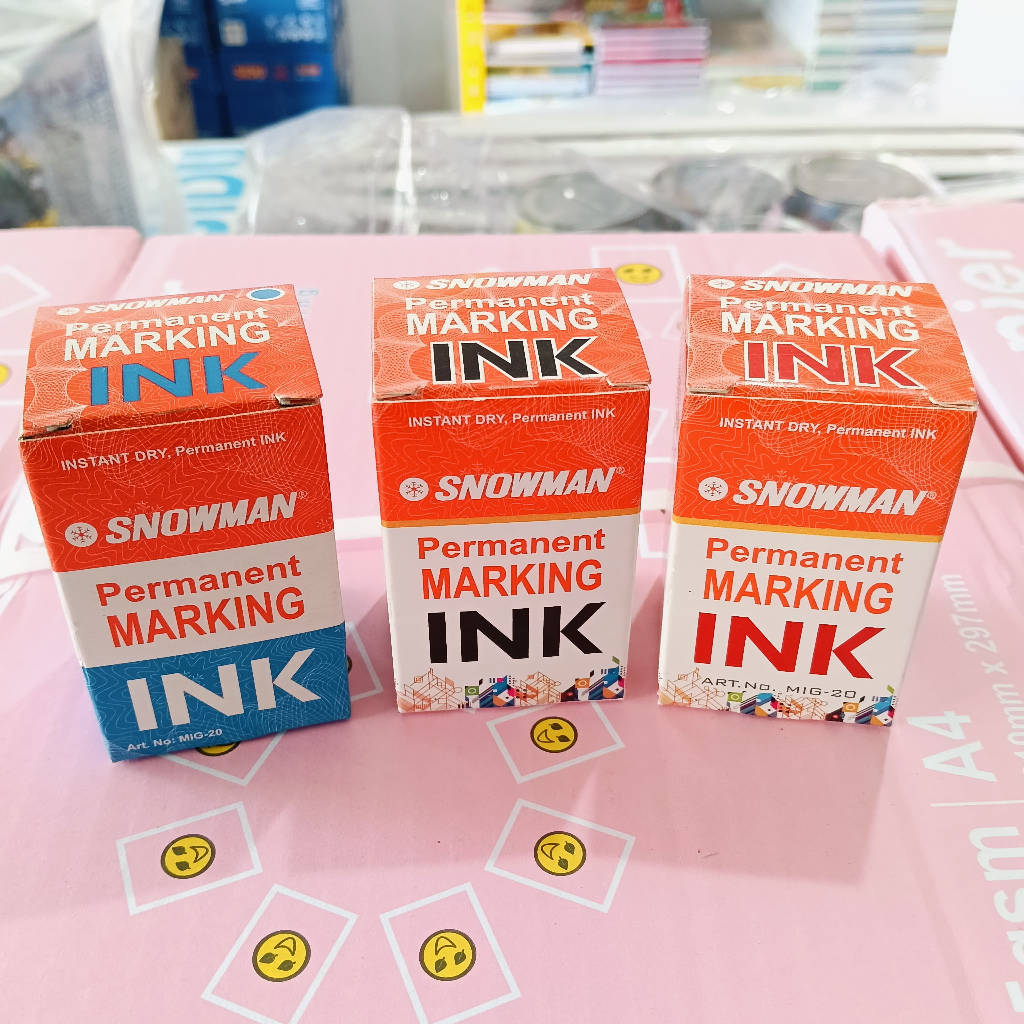 SNOWMAN
Permanent
MARKING
INK
INSTANT DRY, Permanent INK
SNOWMAN®
Permanent
MARKING
INK
Art. No: MiG-20
SNOWMAN
Permanent
MARKING
INK
INSTANT DRY, Permanent INK
SNOWMAN®
Permanent
MARKING
INK
SNOWMAN
Permanent
MARKING
INK
INSTANT DRY, Permanent INK
SNOWMAN®
Permanent
MARKING
INK
ART.NO: MIG-20
A4
297mm